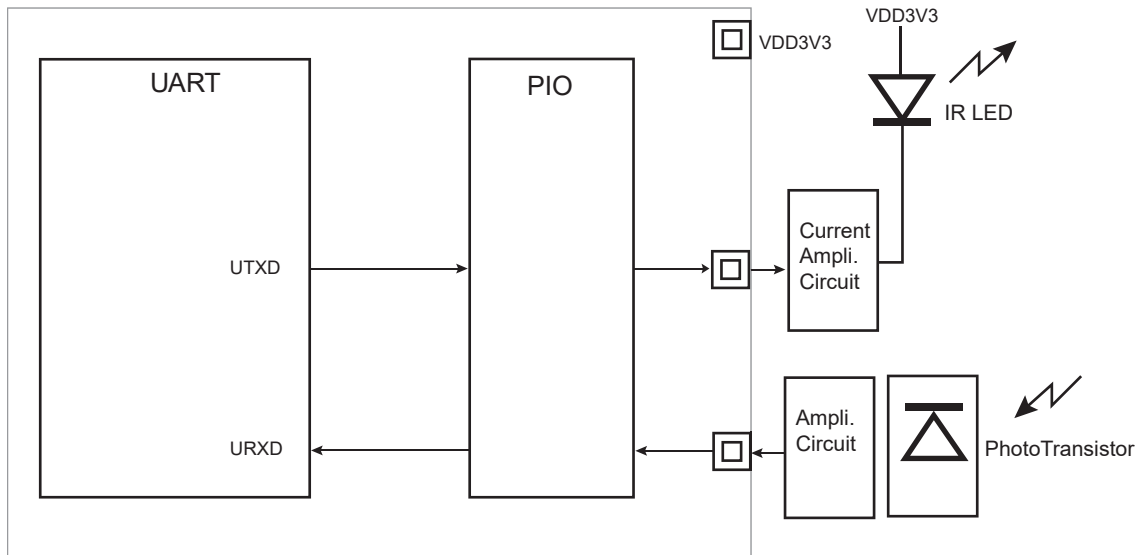 VDD3V3
VDD3V3
UART
PIO
IR LED
UTXD
Current
Ampli.
Circuit
URXD
Ampli.
Circuit
PhotoTransistor